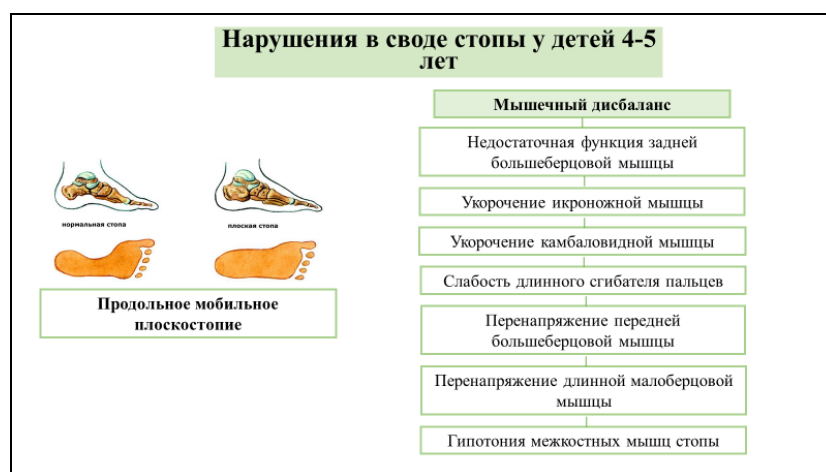 Нарушения в своде стопы у детей 4-5
лет
нормальная стопа
плоская стопа
Продольное мобильное
плоскостопие
Мышечный дисбаланс
Недостаточная функция задней
большеберцовой мышцы
Укорочение икроножной мышцы
Укорочение камбаловидной мышцы
Слабость длинного сгибателя пальцев
Перенапряжение передней
большеберцовой мышцы
Перенапряжение длинной малоберцовой
мышцы
Гипотония межкостных мышц стопы